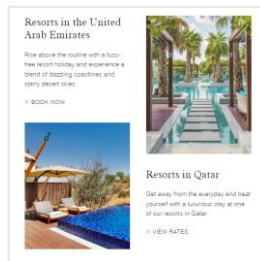 Resorts in the United
Arab Emirates
Rise above the routine with a fuss-
free resort holiday and experience a
blend of dazzling coastlines and
starry desert skies.
> BOOK NOW
Resorts in Qatar
Get away from the everyday and treat
yourself with a luxurious stay at one
of our resorts in Qatar.
> VIEW RATES